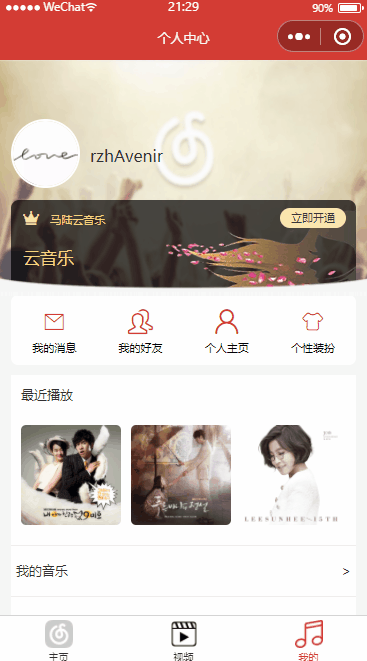 WeChat 21:29 90%
个人中心
love
rzhAvenir
马陆云音乐 立即开通
云音乐
我的消息 我的好友 个人主页 个性装扮
最近播放
LEESUNHEE-15TH
我的音乐 >
主页 视频 我的